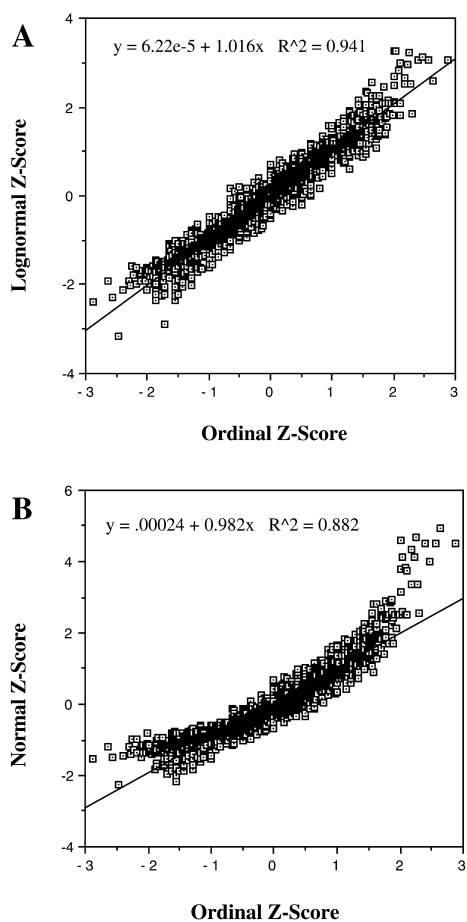 A
4
y = 6.22e-5 + 1.016x R^2 = 0.941
2
Lognormal Z-Score
0
-2
-4
-3 -2 -1 0 1 2 3
Ordinal Z-Score
B
6
y = .00024 + 0.982x R^2 = 0.882
4
2
Normal Z-Score
0
-2
-4
-3 -2 -1 0 1 2 3
Ordinal Z-Score